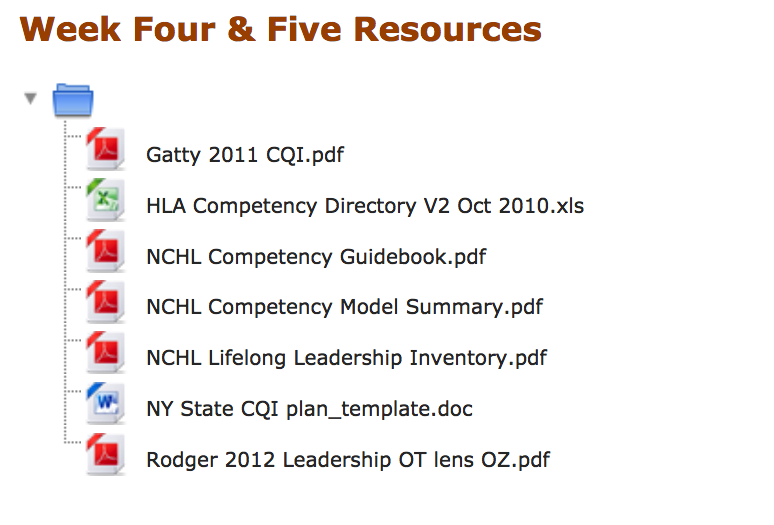 Week Four & Five Resources
Gatty 2011 CQI.pdf
HLA Competency Directory V2 Oct 2010.xls
NCHL Competency Guidebook.pdf
NCHL Competency Model Summary.pdf
NCHL Lifelong Leadership Inventory.pdf
NY State CQI plan_template.doc
Rodger 2012 Leadership OT lens OZ.pdf